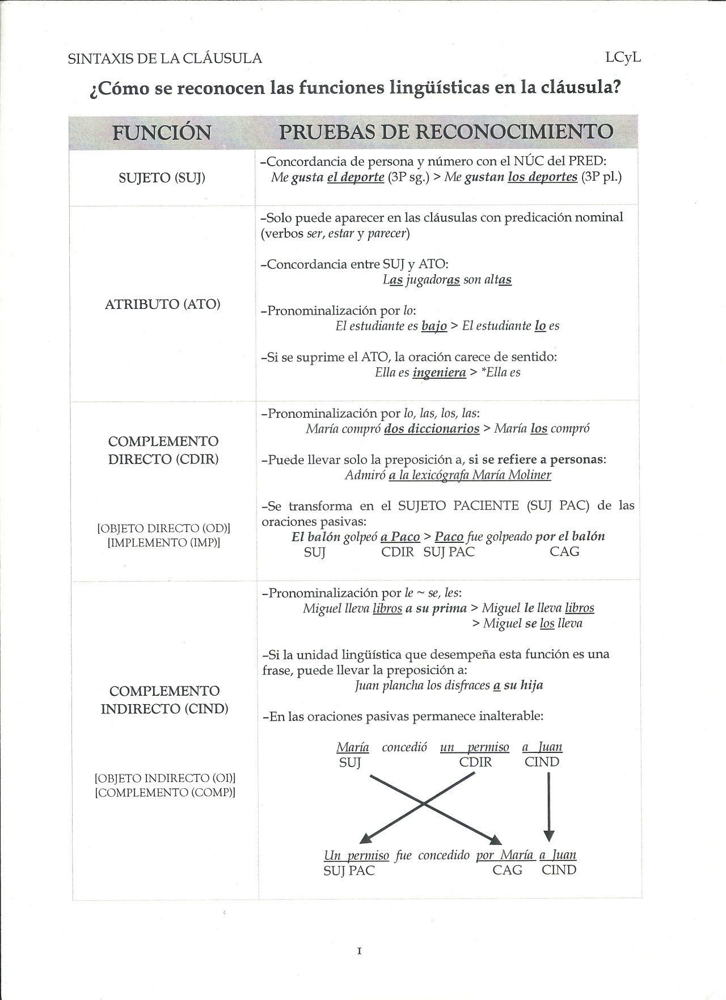 SINTAXIS DE LA CLÁUSULA LCyL
¿Cómo se reconocen las funciones lingüísticas en la cláusula?
FUNCIÓN PRUEBAS DE RECONOCIMIENTO
SUJETO (SUJ)
–Concordancia de persona y número con el NÚC del PRED:
Me gusta el deporte (3P sg.) > Me gustan los deportes (3P pl.)
ATRIBUTO (ATO)
–Solo puede aparecer en las cláusulas con predicación nominal
(verbos ser, estar y parecer)
–Concordancia entre SUJ y ATO:
Las jugadoras son altas
–Pronominalización por lo:
El estudiante es bajo > El estudiante lo es
–Si se suprime el ATO, la oración carece de sentido:
Ella es ingeniera > *Ella es
COMPLEMENTO
DIRECTO (CDIR)
[OBJETO DIRECTO (OD)]
[IMPLEMENTO (IMP)]
–Pronominalización por lo, las, los, las:
María compró dos diccionarios > María los compró
–Puede llevar solo la preposición a, si se refiere a personas:
Admiró a la lexicógrafa María Moliner
–Se transforma en el SUJETO PACIENTE (SUJ PAC) de las
oraciones pasivas:
El balón golpeó a Paco > Paco fue golpeado por el balón
SUJ CDIR SUJ PAC CAG
COMPLEMENTO
INDIRECTO (CIND)
[OBJETO INDIRECTO (OI)]
[COMPLEMENTO (COMP)]
–Pronominalización por le ~ se, les:
Miguel lleva libros a su prima > Miguel le lleva libros
> Miguel se los lleva
–Si la unidad lingüística que desempeña esta función es una
frase, puede llevar la preposición a:
Juan plancha los disfraces a su hija
–En las oraciones pasivas permanece inalterable:
María concedió un permiso a Juan
SUJ CDIR CIND
Un permiso fue concedido por María a Juan
SUJ PAC CAG CIND
I